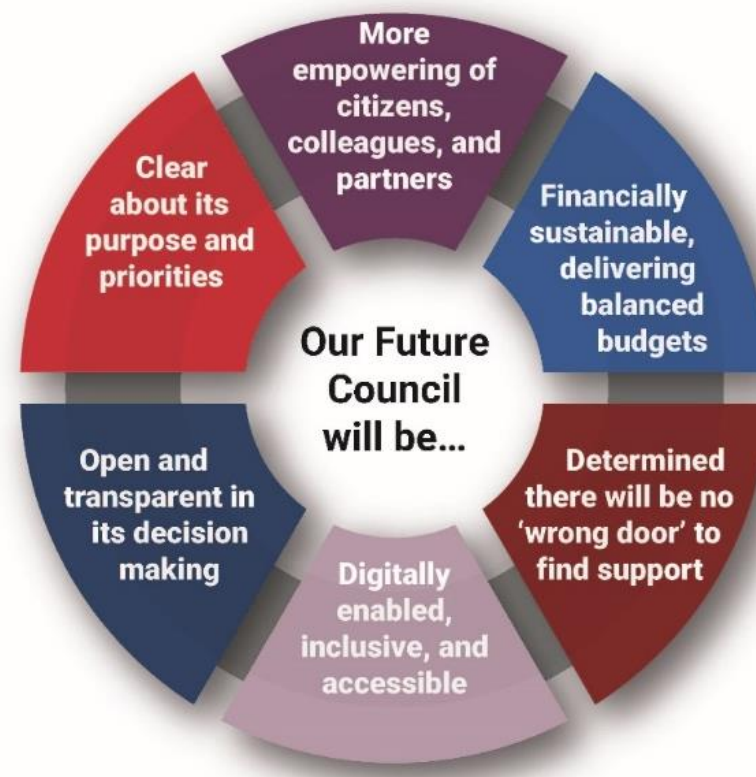 More
empowering of
citizens,
colleagues, and
partners
Financially
sustainable,
delivering
balanced
budgets
Determined
there will be no
‘wrong door’ to
find support
Digitally
enabled,
inclusive, and
accessible
Open and
transparent in
its decision
making
Clear
about its
purpose and
priorities
Our Future
Council
will be...